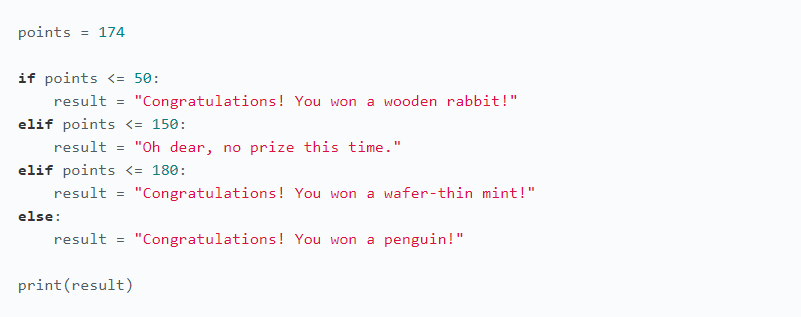 points = 174
if points <= 50:
    result = "Congratulations! You won a wooden rabbit!"
elif points <= 150:
    result = "Oh dear, no prize this time."
elif points <= 180:
    result = "Congratulations! You won a wafer-thin mint!"
else:
    result = "Congratulations! You won a penguin!"
print(result)